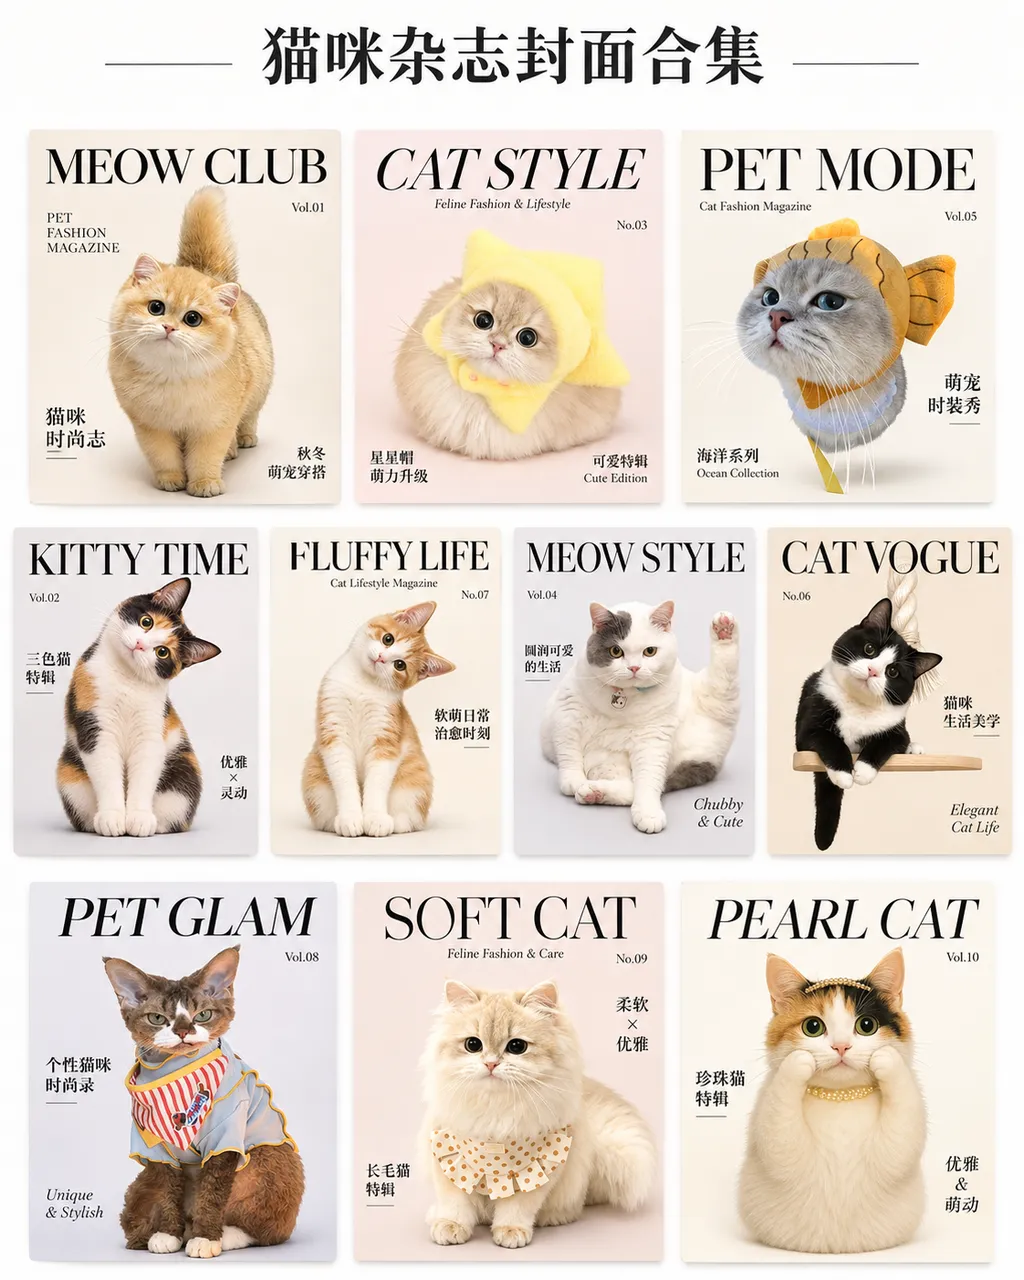 猫咪杂志封面合集
MEOW CLUB
Vol.01
PET
FASHION
MAGAZINE
猫咪
时尚志
秋冬
萌宠穿搭
CAT STYLE
Feline Fashion & Lifestyle
No.03
星星帽
萌力升级
可爱特辑
Cute Edition
PET MODE
Cat Fashion Magazine
Vol.05
萌宠
时装秀
海洋系列
Ocean Collection
KITTY TIME
Vol.02
三色猫
特辑
优雅
×
灵动
FLUFFY LIFE
Cat Lifestyle Magazine
No.07
软萌日常
治愈时刻
MEOW STYLE
Vol.04
圆润可爱
的生活
Chubby
& Cute
CAT VOGUE
No.06
猫咪
生活美学
Elegant
Cat Life
PET GLAM
Vol.08
个性猫咪
时尚录
Unique
& Stylish
SOFT CAT
Feline Fashion & Care
No.09
柔软
×
优雅
长毛猫
特辑
PEARL CAT
Vol.10
珍珠猫
特辑
优雅
&
萌动